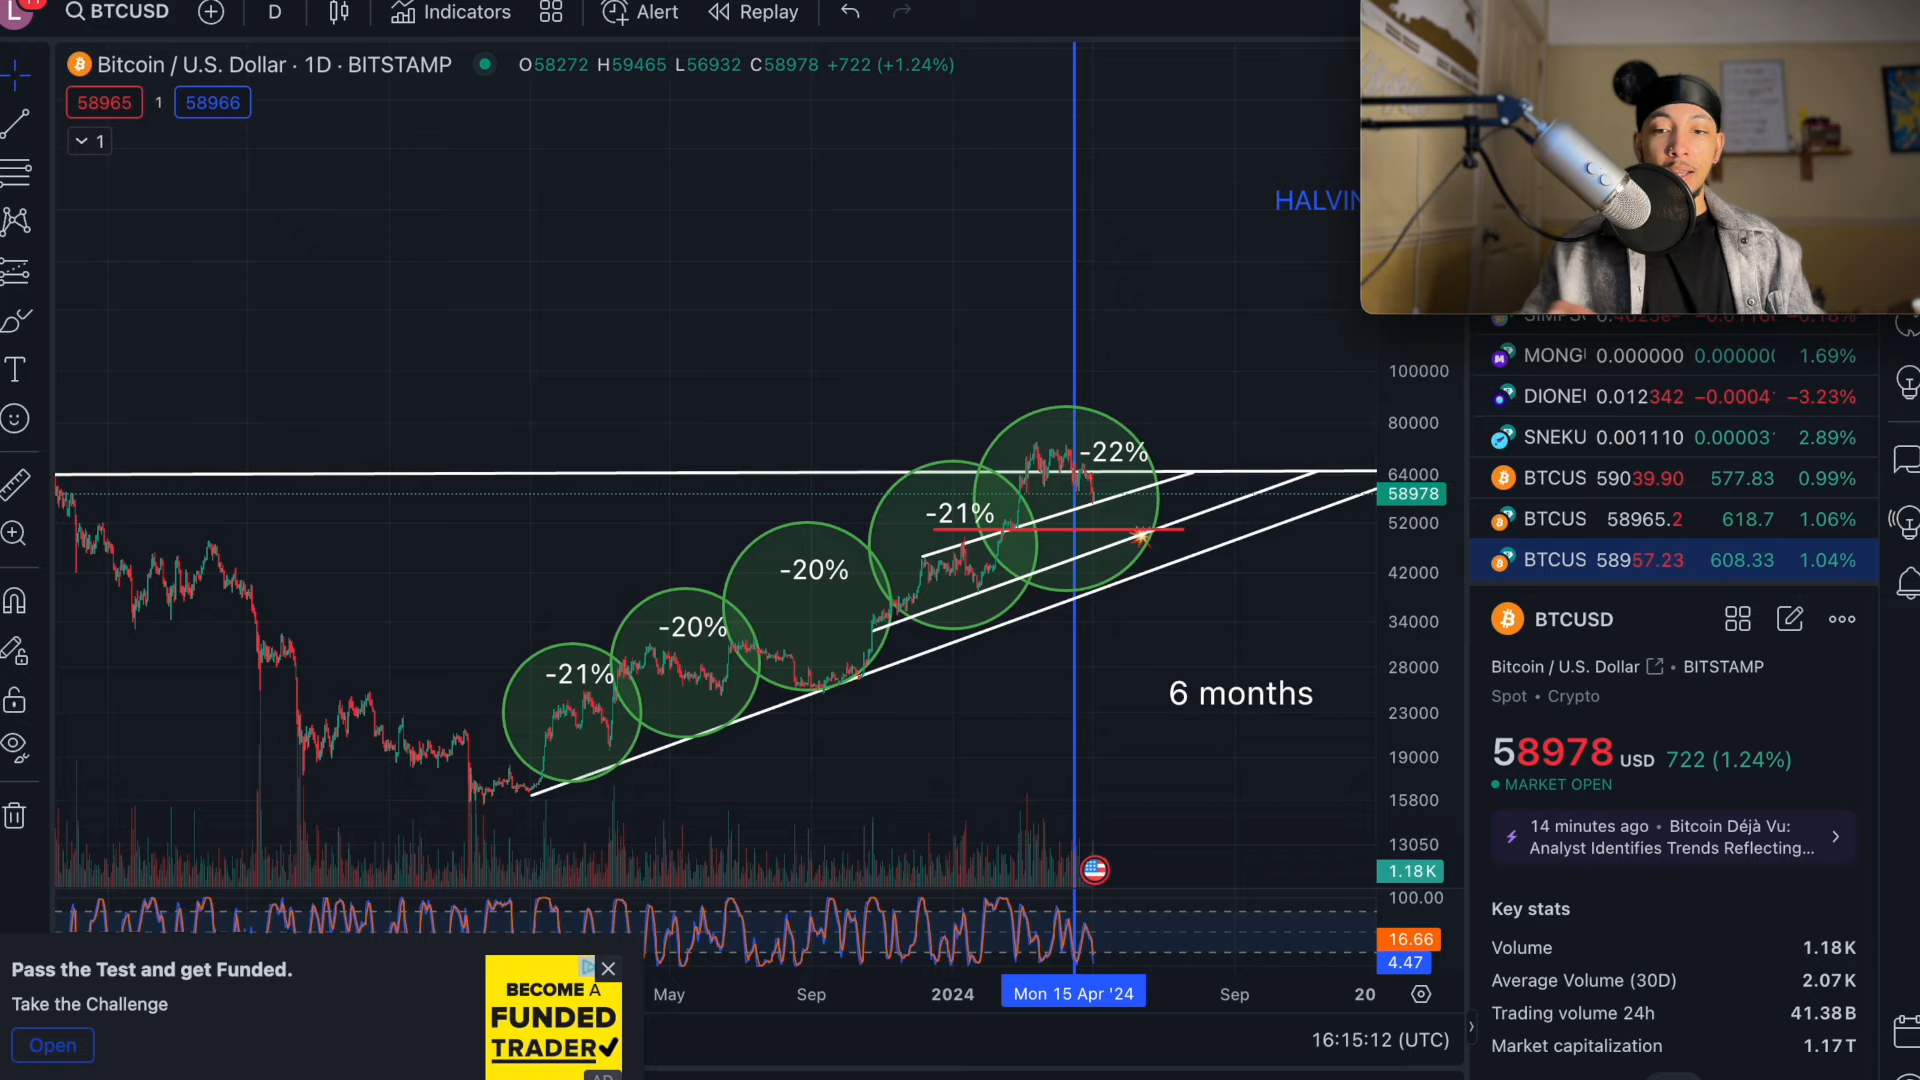 L
11
BTCUSD
D
Indicators
Alert
Replay
Bitcoin / U.S. Dollar · 1D · BITSTAMP
O58272 H59465 L56932 C58978 +722 (+1.24%)
58965 1 58966
1
HALVIN
-22%
-21%
-20%
-20%
-21%
6 months
100000
80000
64000
58978
52000
42000
34000
28000
23000
19000
15800
13050
1.18K
100.00
16.66
4.47
May
Sep
2024
Mon 15 Apr '24
Sep
20
16:15:12 (UTC)
MONG 0.000000 0.000000 1.69%
DIONE 0.012342 −0.0004 −3.23%
SNEKU 0.001110 0.00003 2.89%
BTCUS 59039.90 577.83 0.99%
BTCUS 58965.2 618.7 1.06%
BTCUS 58957.23 608.33 1.04%
BTCUSD
Bitcoin / U.S. Dollar • BITSTAMP
Spot • Crypto
58978 USD 722 (1.24%)
MARKET OPEN
14 minutes ago • Bitcoin Déjà Vu:
Analyst Identifies Trends Reflecting...
Key stats
Volume 1.18K
Average Volume (30D) 2.07K
Trading volume 24h 41.38B
Market capitalization 1.17T
Pass the Test and get Funded.
Take the Challenge
Open
BECOME A
FUNDED
TRADER
AD